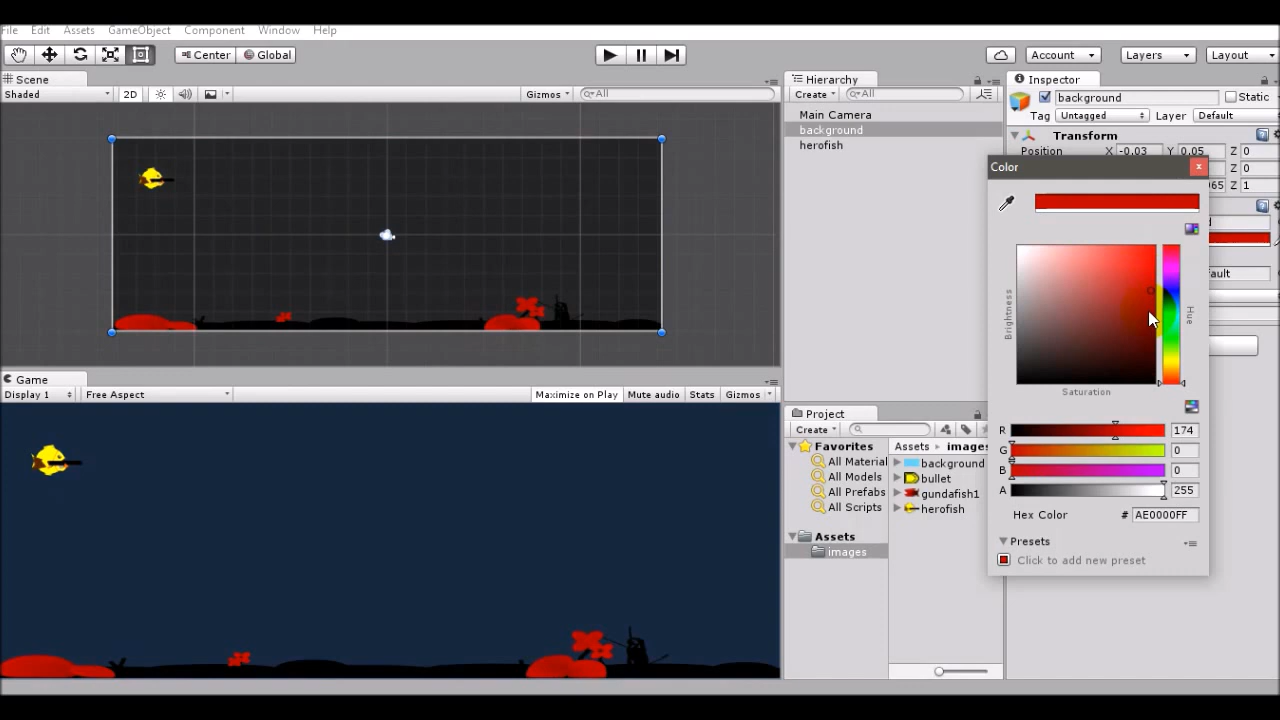 File Edit Assets GameObject Component Window Help
Center Global Account Layers Layout
Scene
Shaded 2D Gizmos All
Hierarchy
Create All
Main Camera
background
herofish
Inspector
background Static
Tag Untagged Layer Default
Transform
Position X -0.03 Y 0.05 Z 0
Z 0
Z 1
Color
Brightness
Hue
Saturation
R 174
G 0
B 0
A 255
Hex Color # AE0000FF
Presets
Click to add new preset
Game
Display 1 Free Aspect Maximize on Play Mute audio Stats Gizmos
Project
Create
Favorites
All Material
All Models
All Prefabs
All Scripts
Assets
images
Assets images
background
bullet
gundafish1
herofish